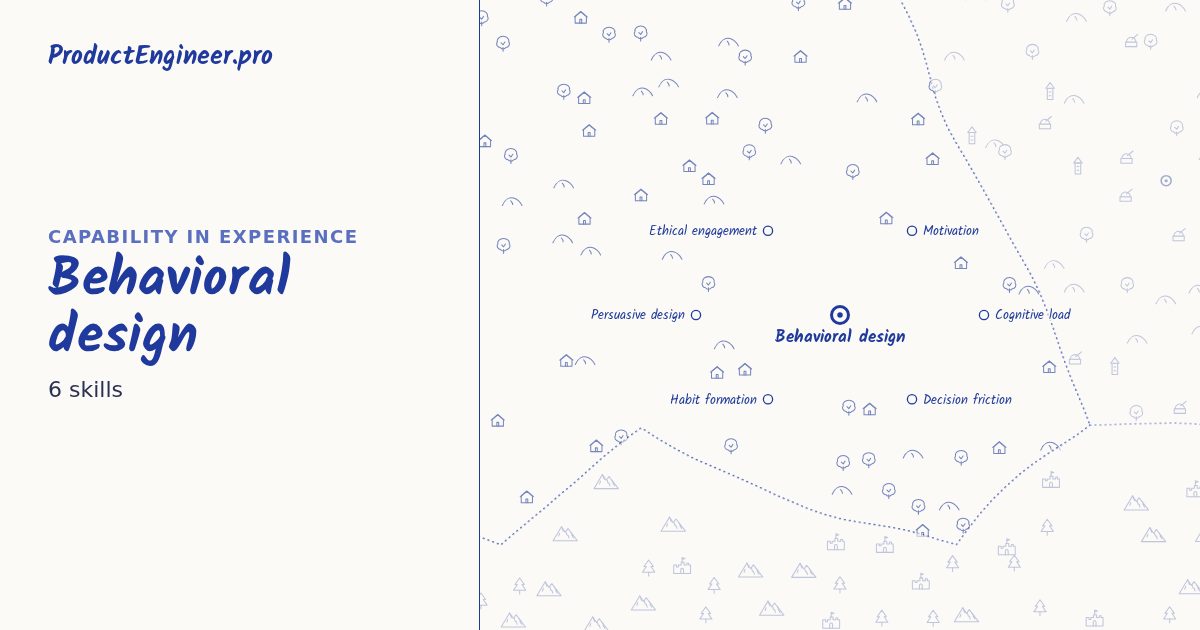 ProductEngineer.pro
CAPABILITY IN EXPERIENCE
Behavioral
design
6 skills
Ethical engagement
Motivation
Persuasive design
Cognitive load
Behavioral design
Habit formation
Decision friction